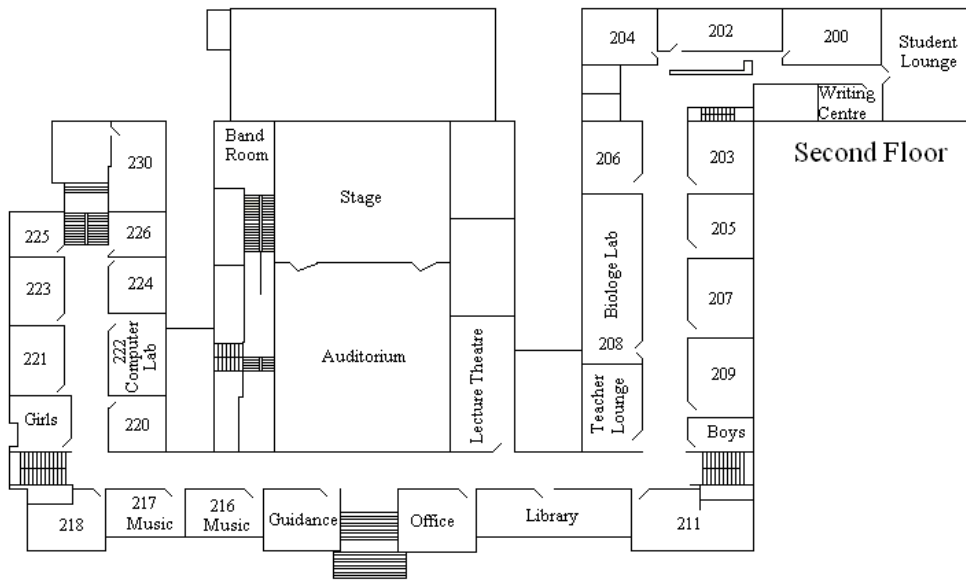 204
202
200
Student
Lounge
Writing
Centre
Second Floor
Band
Room
230
206
203
Stage
225
226
205
223
224
Biologe Lab
208
207
221
222
Computer
Lab
Auditorium
Lecture Theatre
209
Girls
220
Teacher
Lounge
Boys
218
217
Music
216
Music
Guidance
Office
Library
211